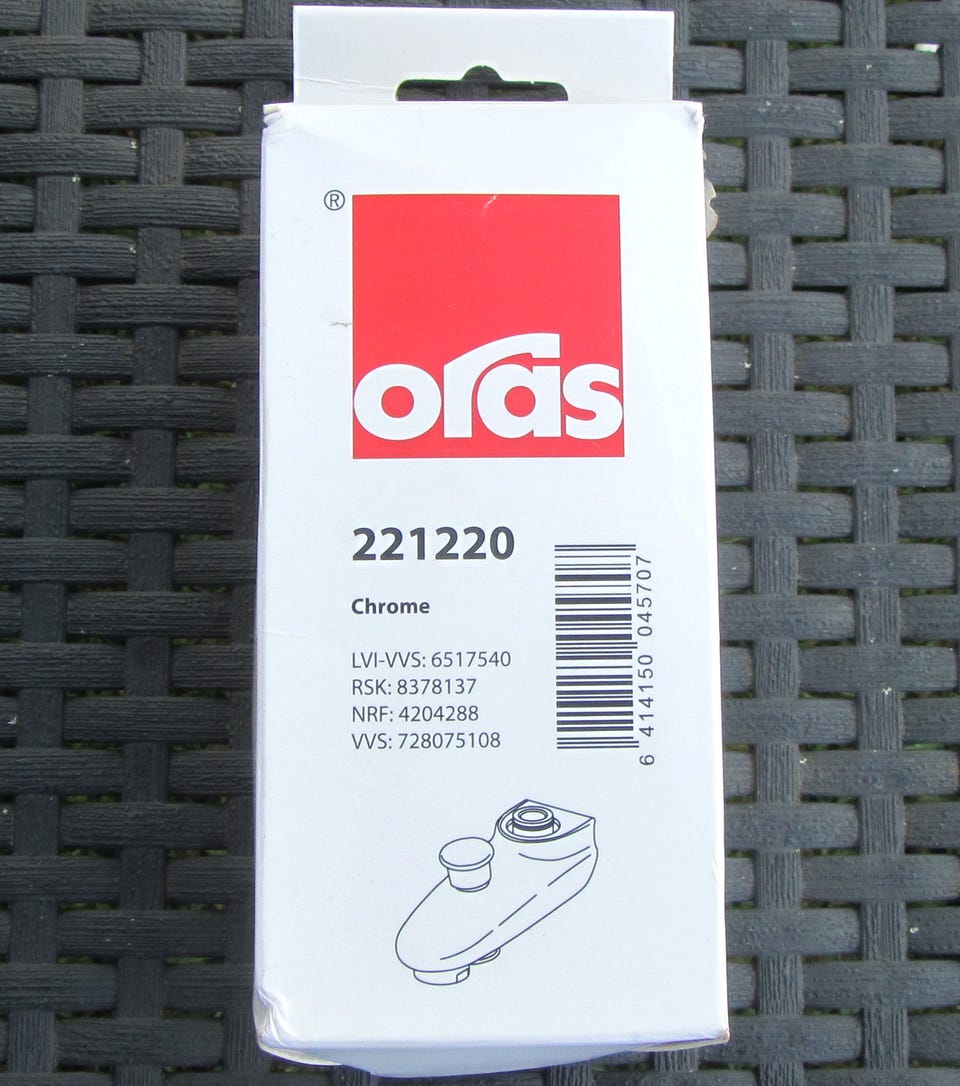 ®
oras
221220
Chrome
LVI-VVS: 6517540
RSK: 8378137
NRF: 4204288
VVS: 728075108
6 414150 045707